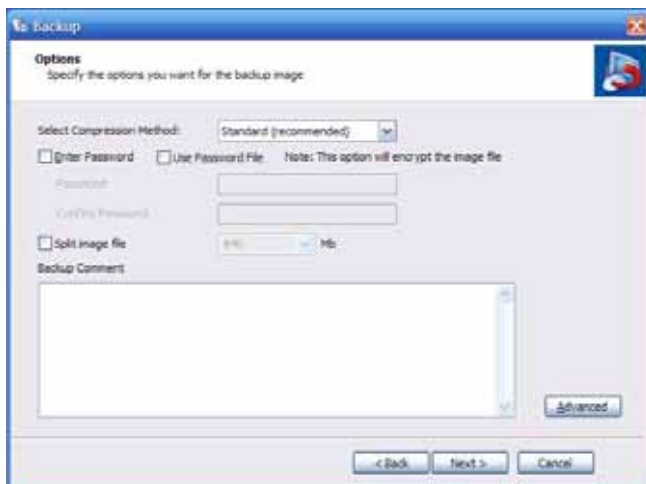 Backup
Options
Specify the options you want for the backup image
Select Compression Method: Standard (recommended)
Enter Password Use Password File Note: This option will encrypt the image file
Password:
Confirm Password:
Split image file Mb
Backup Comment
Advanced
< Back Next > Cancel